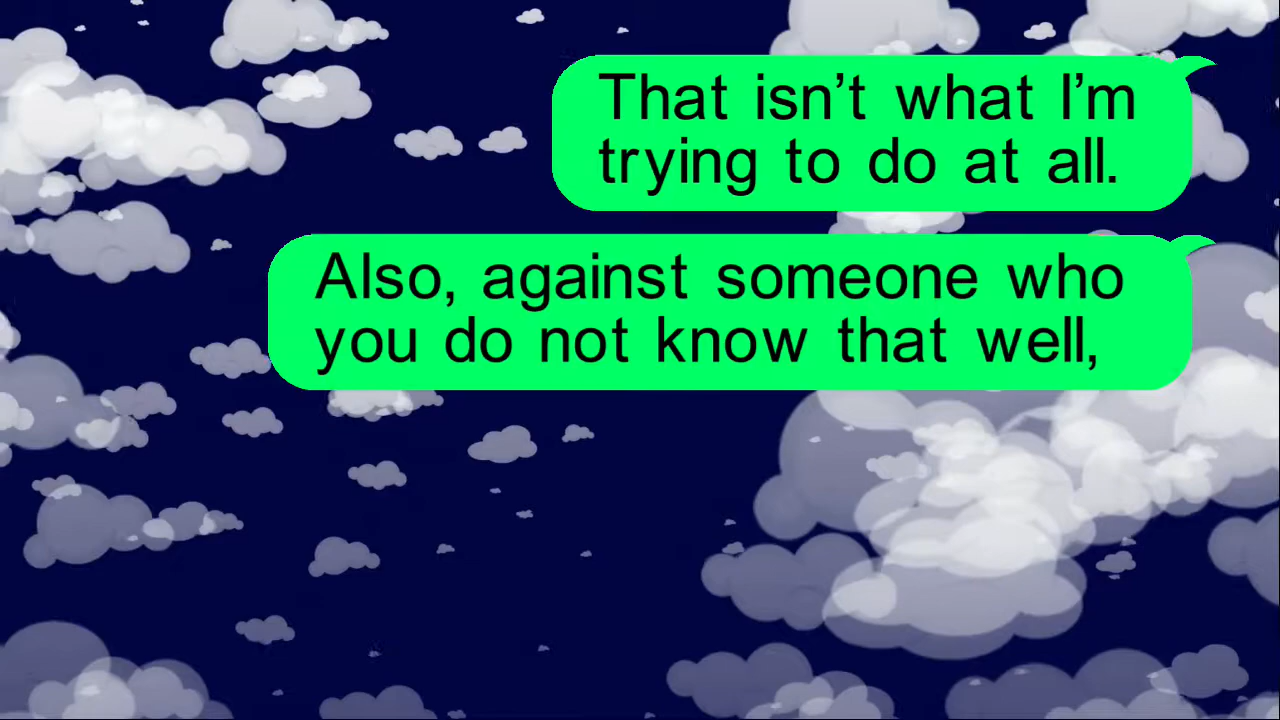 That isn’t what I’m
trying to do at all.
Also, against someone who
you do not know that well,